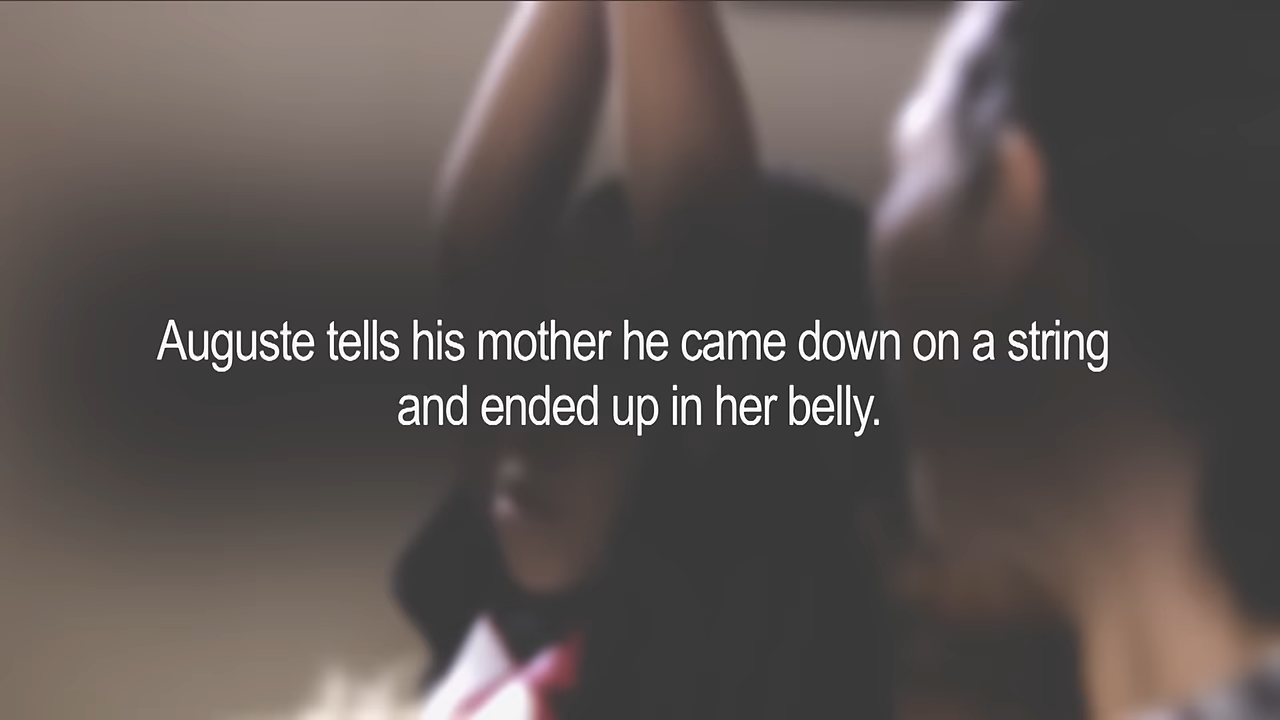 Auguste tells his mother he came down on a string
and ended up in her belly.